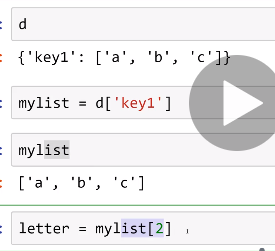 d
{'key1': ['a', 'b', 'c']}
mylist = d['key1']
mylist
['a', 'b', 'c']
letter = mylist[2]